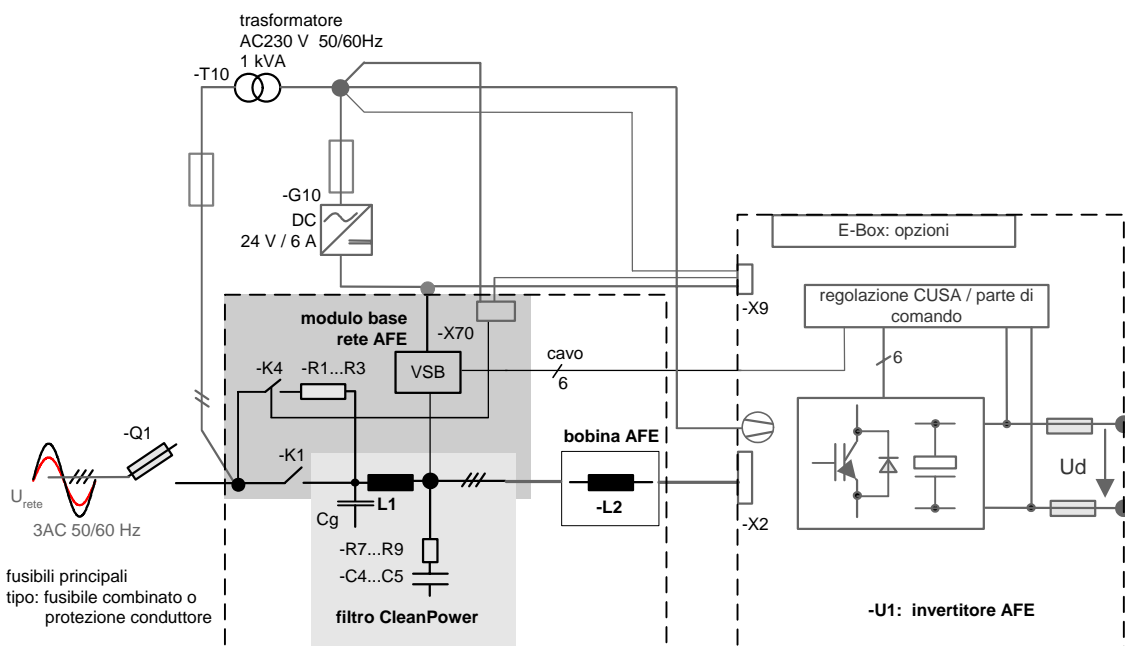 trasformatore
AC230 V 50/60Hz
1 kVA
-T10
-G10
DC
24 V / 6 A
E-Box: opzioni
-X9
regolazione CUSA / parte di
comando
modulo base
rete AFE
-X70
VSB
cavo
6
6
-K4
-R1...R3
-Q1
-K1
bobina AFE
Ud
U rete
3AC 50/60 Hz
Cg
L1
-L2
-X2
-R7...R9
-C4...C5
fusibili principali
tipo: fusibile combinato o
protezione conduttore
filtro CleanPower
-U1: invertitore AFE